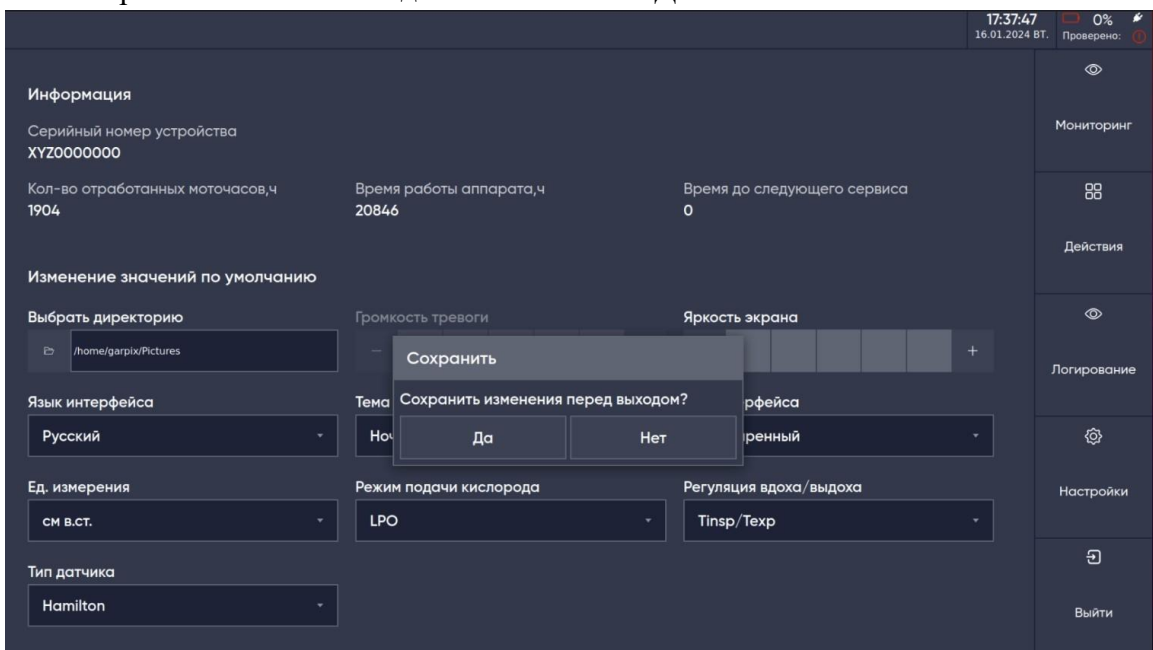 17:37:47 0%
16.01.2024 ВТ. Проверено:
Информация
Серийный номер устройства
XYZ0000000
Кол-во отработанных моточасов,ч Время работы аппарата,ч Время до следующего сервиса
1904 20846 0
Изменение значений по умолчанию
Выбрать директорию Громкость тревоги Яркость экрана
/home/garpix/Pictures − +
Сохранить
Сохранить изменения перед выходом?
Да Нет
Язык интерфейса Тема рфейса
Русский Ноч ренный
Ед. измерения Режим подачи кислорода Регуляция вдоха/выдоха
см в.ст. LPO Tinsp/Texp
Тип датчика
Hamilton
Мониторинг
Действия
Логирование
Настройки
Выйти